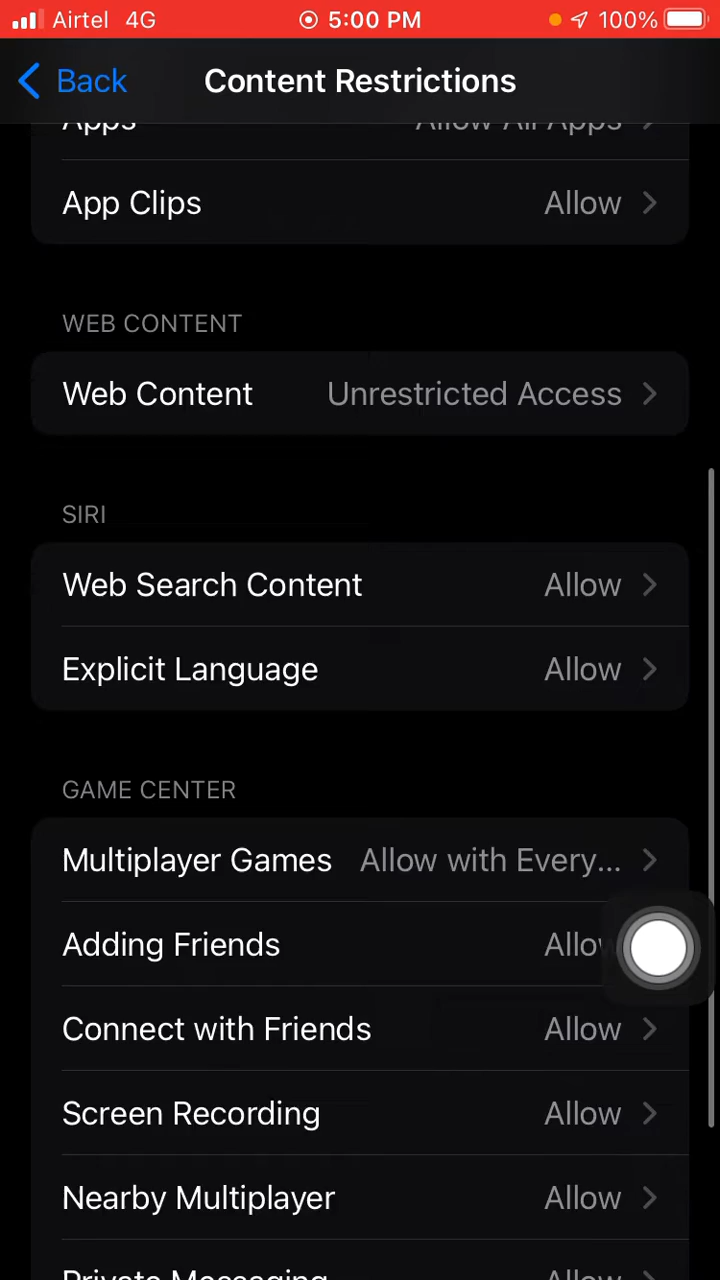 Airtel 4G 5:00 PM 100%
Back Content Restrictions
Apps Allow All Apps
App Clips Allow
WEB CONTENT
Web Content Unrestricted Access
SIRI
Web Search Content Allow
Explicit Language Allow
GAME CENTER
Multiplayer Games Allow with Every...
Adding Friends Allow
Connect with Friends Allow
Screen Recording Allow
Nearby Multiplayer Allow
Private Messaging Allow